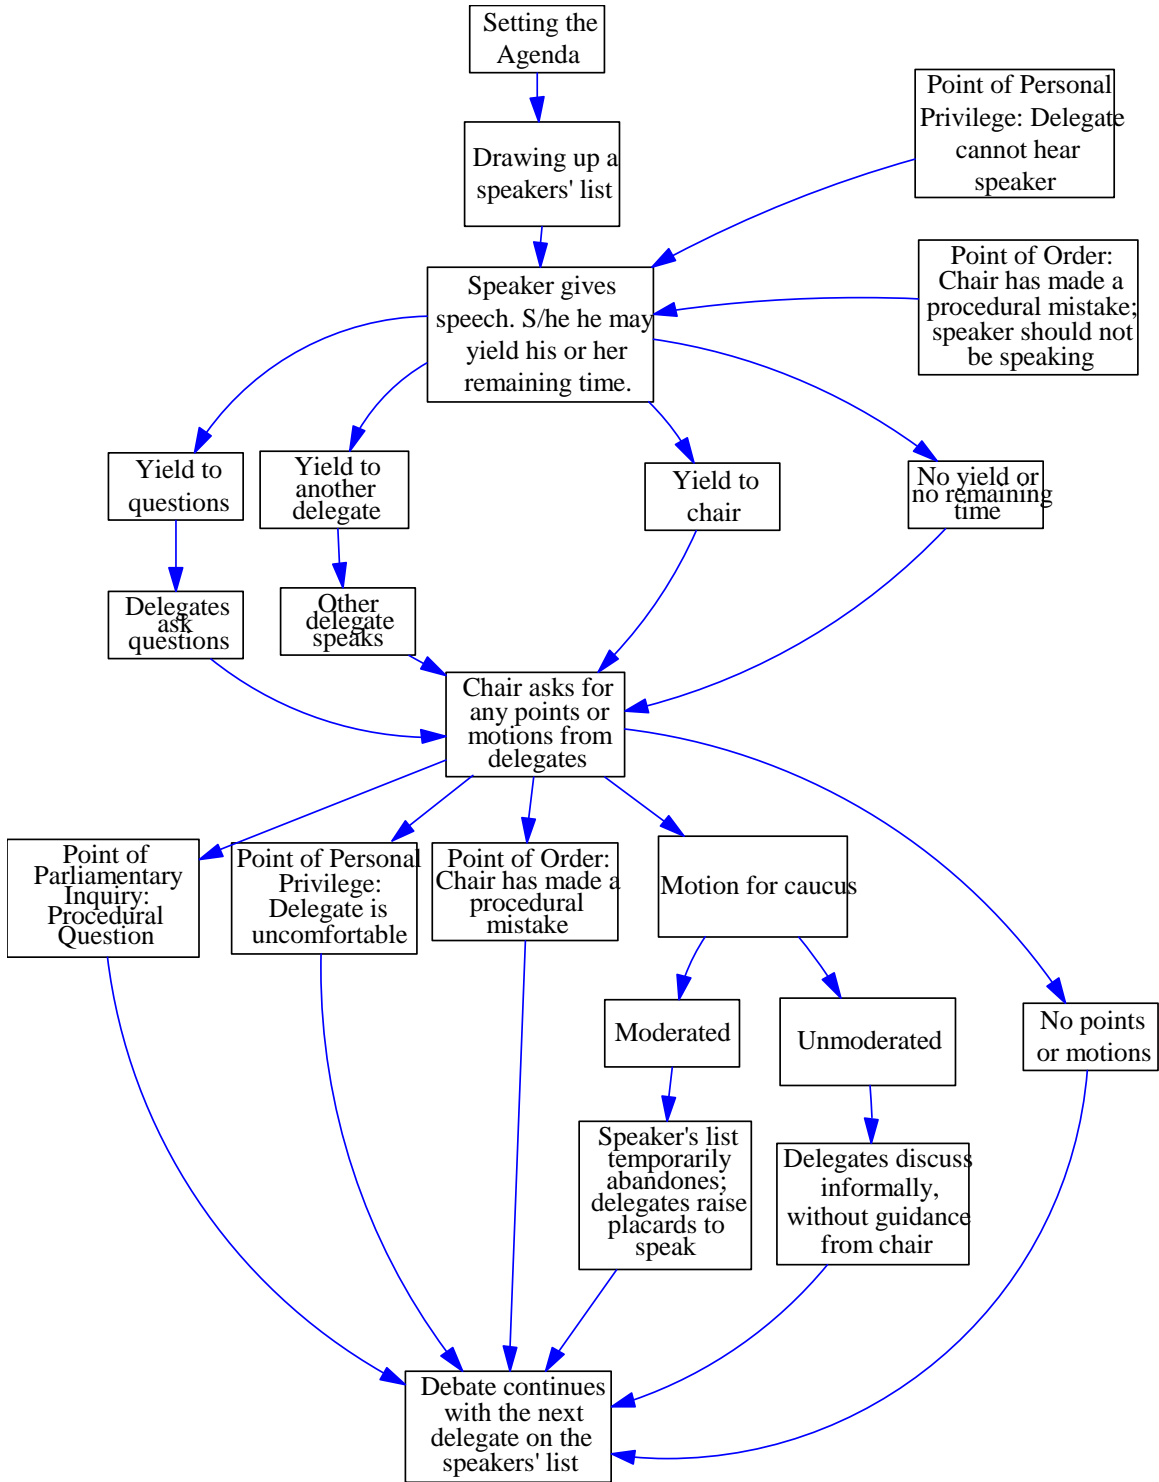 Setting the
Agenda
Point of Personal
Privilege: Delegate
cannot hear
speaker
Drawing up a
speakers' list
Point of Order:
Chair has made a
procedural mistake;
speaker should not
be speaking
Speaker gives
speech. S/he he may
yield his or her
remaining time.
Yield to
questions
Yield to
another
delegate
Yield to
chair
No yield or
no remaining
time
Delegates
ask
questions
Other
delegate
speaks
Chair asks for
any points or
motions from
delegates
Point of
Parliamentary
Inquiry:
Procedural
Question
Point of Personal
Privilege:
Delegate is
uncomfortable
Point of Order:
Chair has made a
procedural
mistake
Motion for caucus
Moderated
Unmoderated
No points
or motions
Speaker's list
temporarily
abandones;
delegates raise
placards to
speak
Delegates discuss
informally,
without guidance
from chair
Debate continues
with the next
delegate on the
speakers' list